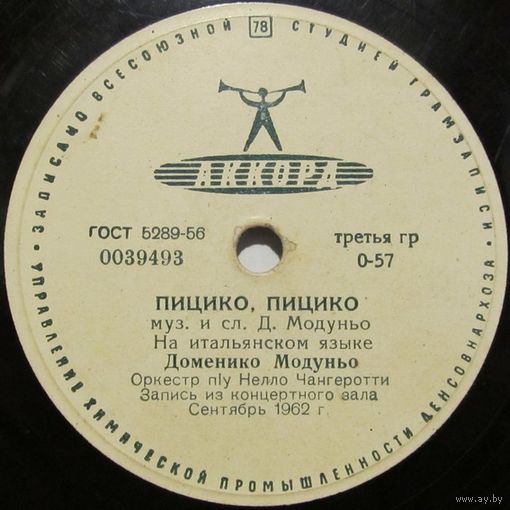 ЗАПИСАНО ВСЕСОЮЗНОЙ 78 СТУДИЕЙ ГРАМЗАПИСИ
АККОРД
ГОСТ 5289-56
третья гр
0039493
0-57
ПИЦИКО, ПИЦИКО
муз. и сл. Д. Модуньо
На итальянском языке
Доменико Модуньо
Оркестр п/у Нелло Чангеротти
Запись из концертного зала
Сентябрь 1962 г.
УПРАВЛЕНИЕ ХИМИЧЕСКОЙ ПРОМЫШЛЕННОСТИ ЛЕНСОВНАРХОЗА
www.ay.by